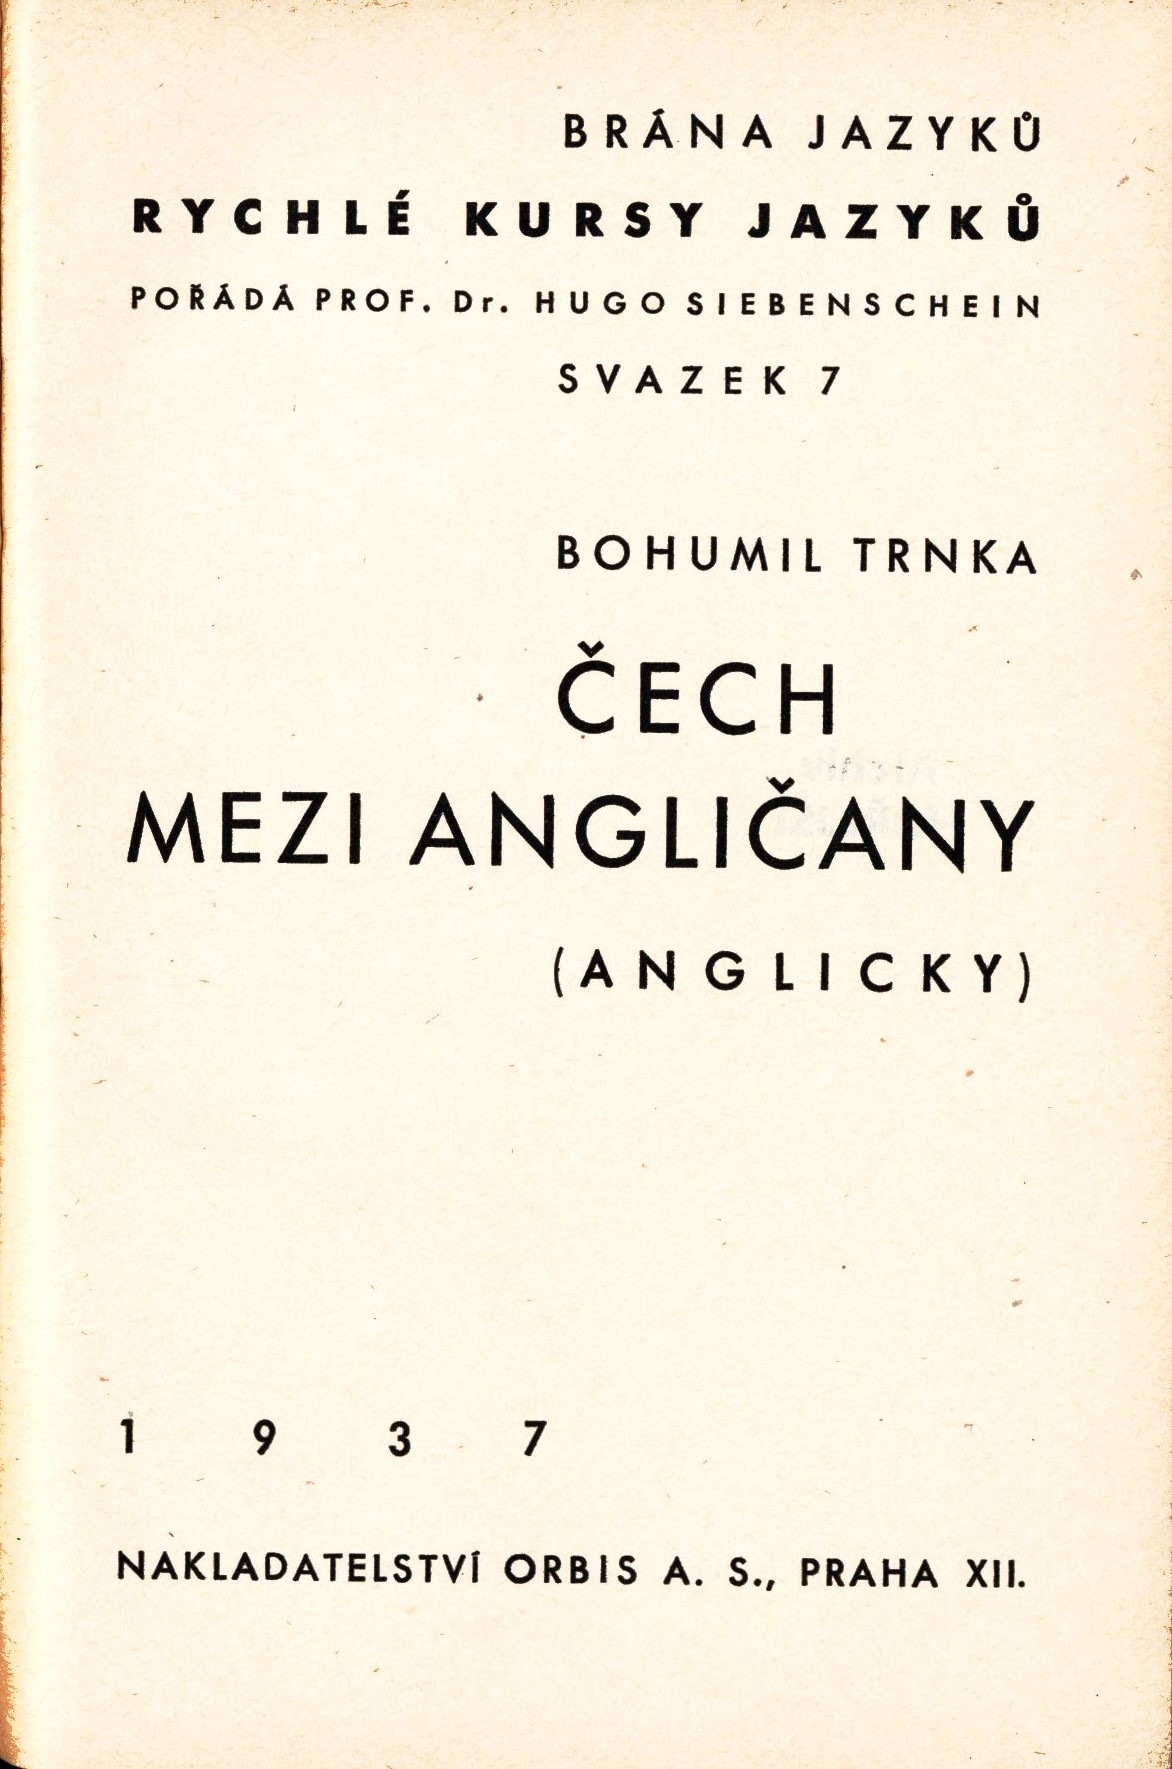 BRÁNA JAZYKŮ
RYCHLÉ KURSY JAZYKŮ
POŘÁDÁ PROF. Dr. HUGO SIEBENSCHEIN
SVAZEK 7
BOHUMIL TRNKA
ČECH
MEZI ANGLIČANY
(ANGLICKY)
1937
NAKLADATELSTVÍ ORBIS A. S., PRAHA XII.